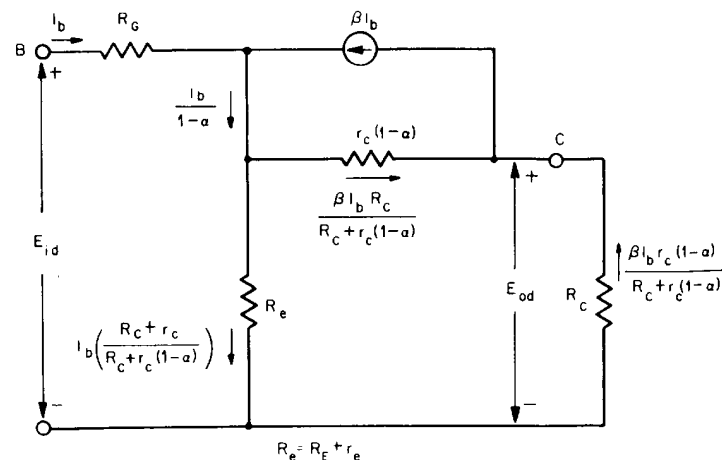 I_b
R_G
B
+
βI_b
I_b / (1-α)
r_c(1-α)
C
βI_b R_C / (R_C + r_c(1-α))
+
E_id
R_e
E_od
R_C
βI_b r_c(1-α) / (R_C + r_c(1-α))
I_b((R_C + r_c) / (R_C + r_c(1-α)))
-
-
R_e = R_E + r_e